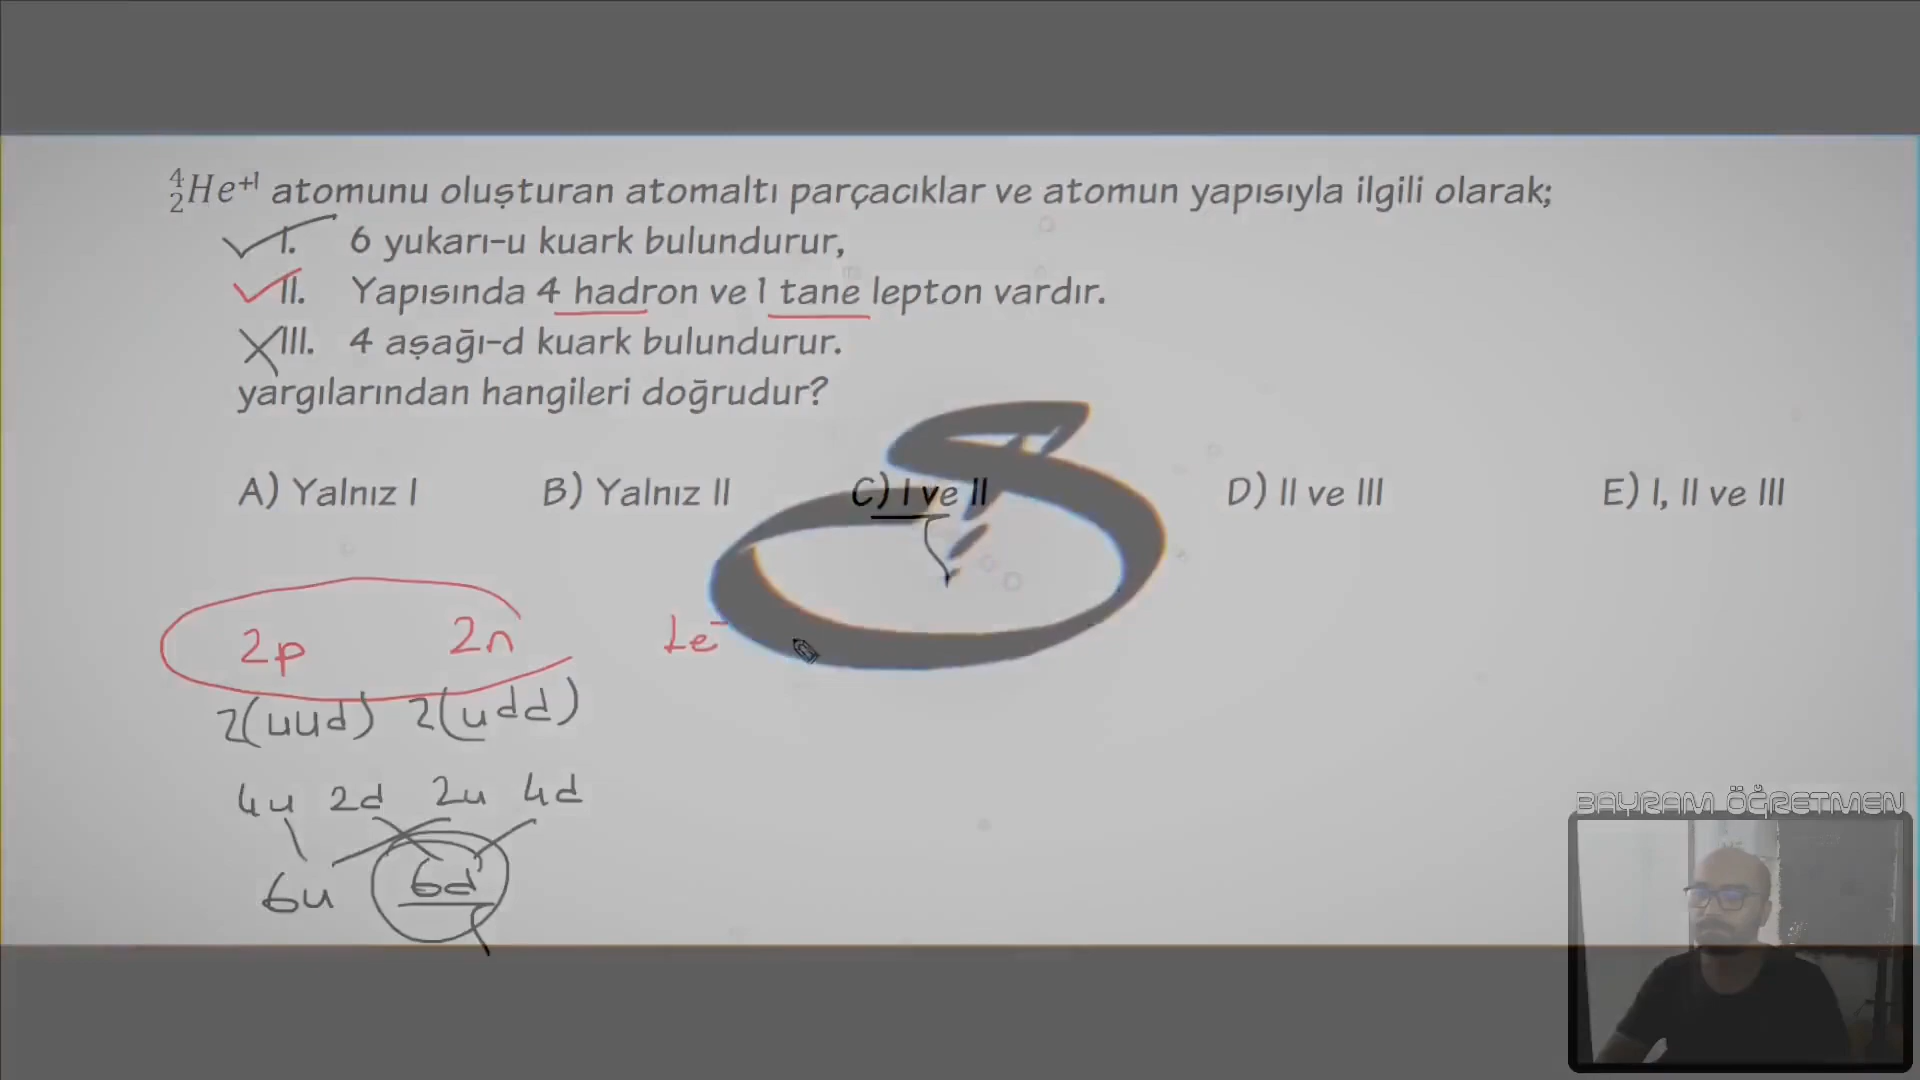 ⁴₂He⁺¹ atomunu oluşturan atomaltı parçacıklar ve atomun yapısıyla ilgili olarak;
I. 6 yukarı-u kuark bulundurur,
II. Yapısında 4 hadron ve 1 tane lepton vardır.
III. 4 aşağı-d kuark bulundurur.
yargılarından hangileri doğrudur?
A) Yalnız I B) Yalnız II C) I ve II D) II ve III E) I, II ve III
2p 2n 1e⁻
2(uud) 2(udd)
4u 2d 2u 4d
6u 6d
BAYRAM ÖĞRETMEN